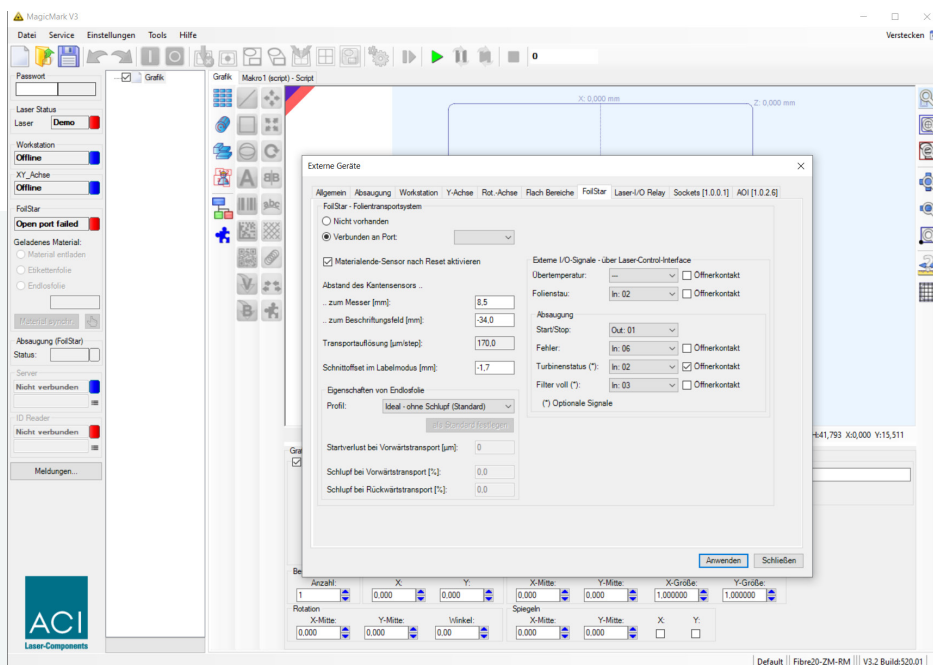 MagicMark V3
Datei Service Einstellungen Tools Hilfe
Verstecken
0
Passwort
Laser Status
Laser Demo
Workstation
Offline
XY_Achse
Offline
FoilStar
Open port failed
Geladenes Material:
Material entladen
Etikettenfolie
Endlosfolie
Material synchr.
Absaugung (FoilStar)
Status:
Server
Nicht verbunden
ID Reader
Nicht verbunden
Meldungen...
ACI
Laser-Components
Grafik
Grafik Makro1 (script) - Script
X: 0,000 mm
Z: 0,000 mm
Externe Geräte
Allgemein Absaugung Workstation Y-Achse Rot.-Achse Flach Bereiche FoilStar Laser-I/O Relay Sockets [1.0.0.1] AOI [1.0.2.6]
FoilStar - Folientransportsystem
Nicht vorhanden
Verbunden an Port:
Materialende-Sensor nach Reset aktivieren
Abstand des Kantensensors ..
.. zum Messer [mm]: 8,5
.. zum Beschriftungsfeld [mm]: -34,0
Transportauflösung [µm/step]: 170,0
Schnittoffset im Labelmodus [mm]: -1,7
Eigenschaften von Endlosfolie
Profil: Ideal - ohne Schlupf (Standard)
als Standard festlegen
Startverlust bei Vorwärtstransport [µm]: 0
Schlupf bei Vorwärtstransport [%]: 0,0
Schlupf bei Rückwärtstransport [%]: 0,0
Externe I/O-Signale - über Laser-Control-Interface
Übertemperatur: --- Öffnerkontakt
Folienstau: In: 02 Öffnerkontakt
Absaugung
Start/Stop: Out: 01
Fehler: In: 06 Öffnerkontakt
Turbinenstatus (*): In: 02 Öffnerkontakt
Filter voll (*): In: 03 Öffnerkontakt
(*) Optionale Signale
Anwenden Schließen
H:41,793 X:0,000 Y:15,511
Gra
Be
Anzahl: X: Y: X-Mitte: Y-Mitte: X-Größe: Y-Größe:
1 0.000 0.000 0.000 0.000 1.000000 1.000000
Rotation Spiegeln
X-Mitte: Y-Mitte: Winkel: X-Mitte: Y-Mitte: X: Y:
0.000 0.000 0.00 0.000 0.000
Default Fibre20-ZM-RM V3.2 Build:520.01